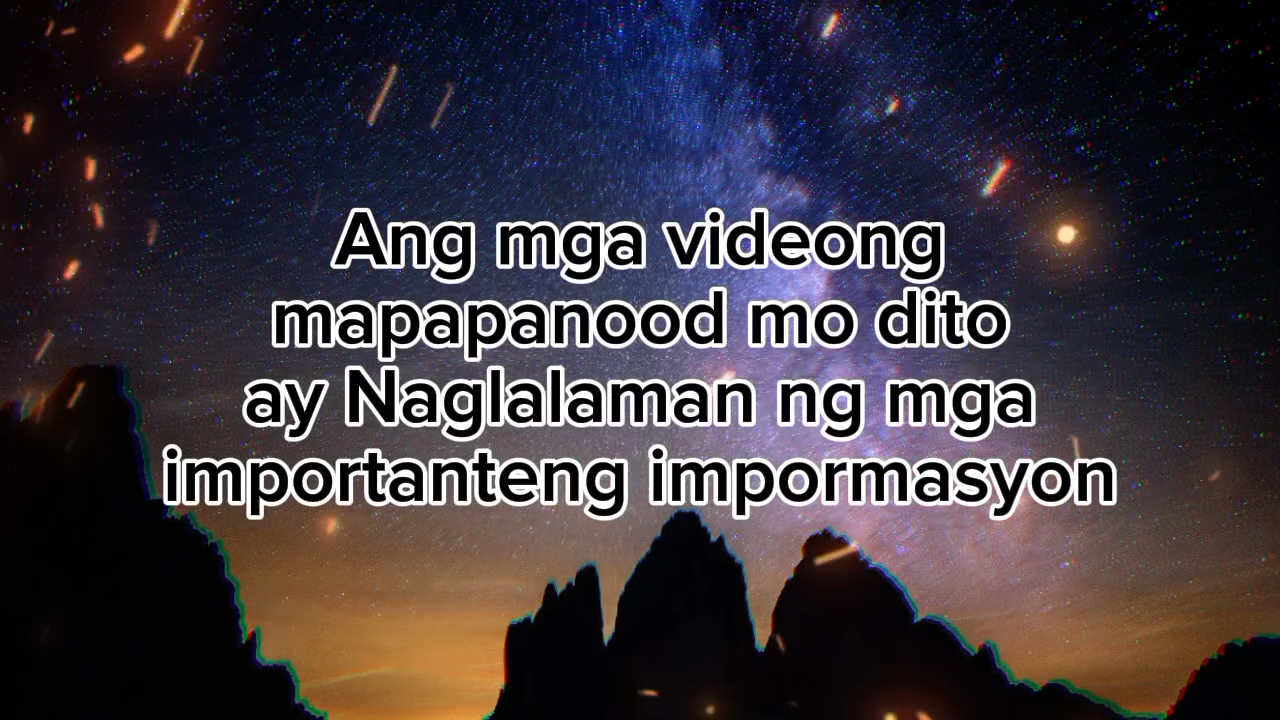 Ang mga videong
mapapanood mo dito
ay Naglalaman ng mga
importanteng impormasyon